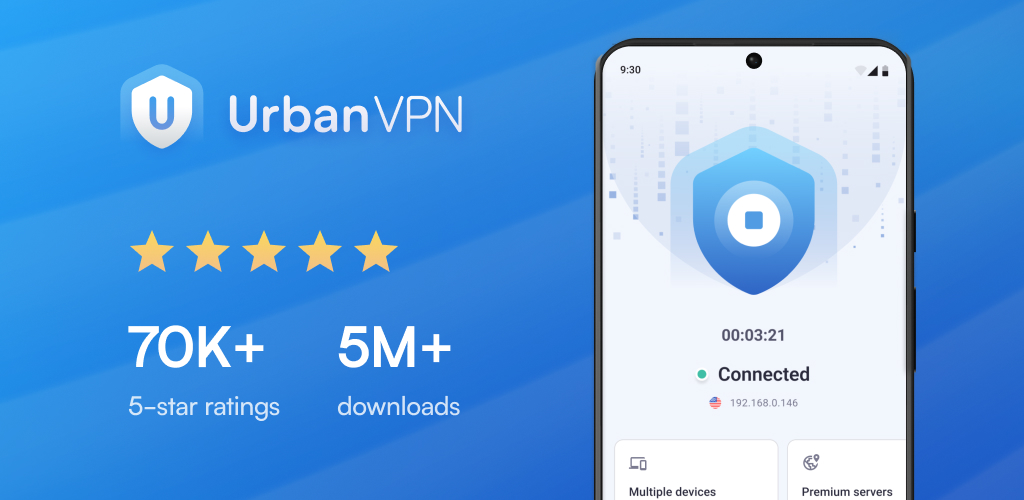 U UrbanVPN
70K+ 5M+
5-star ratings downloads
9:30
00:03:21
Connected
192.168.0.146
Multiple devices Premium servers